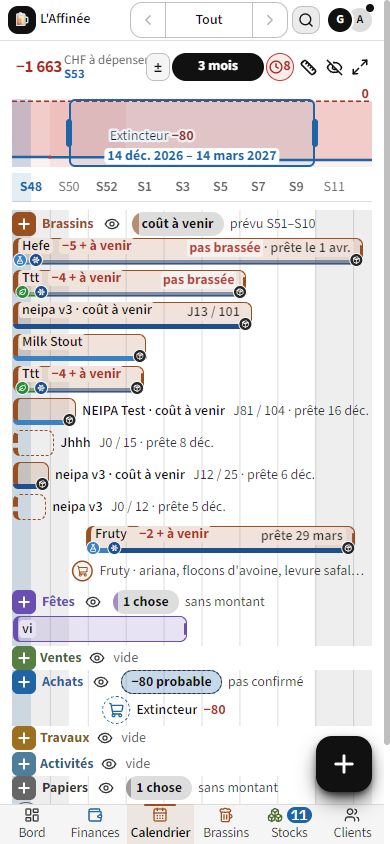 L'Affinée
Tout
G
A
−1 663 CHF à dépenser
S53
±
3 mois
8
0
Extincteur −80
14 déc. 2026 – 14 mars 2027
S48 S50 S52 S1 S3 S5 S7 S9 S11
Brassins coût à venir prévu S51–S10
Hefe −5 + à venir pas brassée · prête le 1 avr.
Ttt −4 + à venir pas brassée
neipa v3 · coût à venir J13 / 101
Milk Stout
Ttt −4 + à venir
NEIPA Test · coût à venir J81 / 104 · prête 16 déc.
Jhhh J0 / 15 · prête 8 déc.
neipa v3 · coût à venir J12 / 25 · prête 6 déc.
neipa v3 J0 / 12 · prête 5 déc.
Fruty −2 + à venir prête 29 mars
Fruty · ariana, flocons d'avoine, levure safal…
Fêtes 1 chose sans montant
vi
Ventes vide
Achats −80 probable pas confirmé
Extincteur −80
Travaux vide
Activités vide
Papiers 1 chose sans montant
11
Bord Finances Calendrier Brassins Stocks Clients